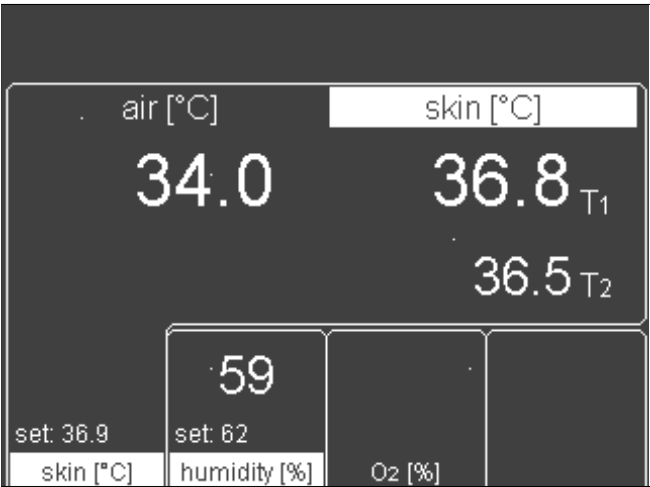 air [°C] skin [°C]
34.0 36.8 T1
36.5 T2
59
set: 36.9 set: 62
skin [°C] humidity [%] O2 [%]